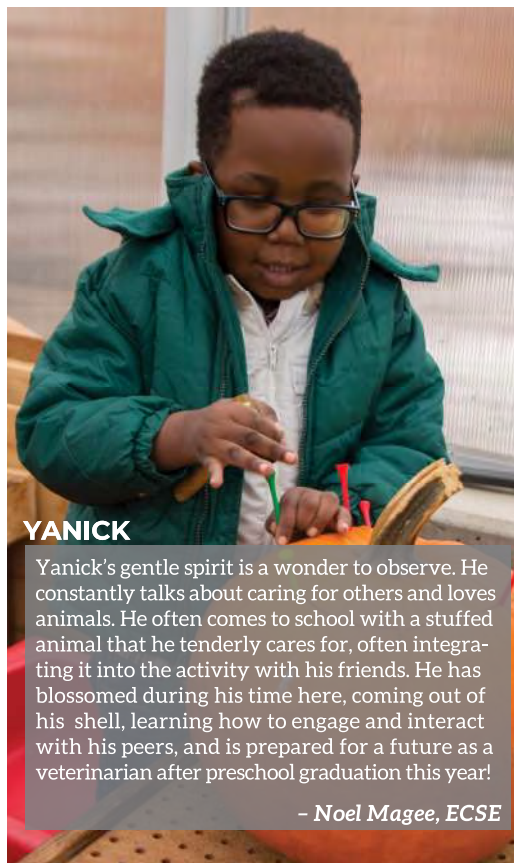 YANICK
Yanick's gentle spirit is a wonder to observe. He
constantly talks about caring for others and loves
animals. He often comes to school with a stuffed
animal that he tenderly cares for, often integra-
ting it into the activity with his friends. He has
blossomed during his time here, coming out of
his  shell, learning how to engage and interact
with his peers, and is prepared for a future as a
veterinarian after preschool graduation this year!
– Noel Magee, ECSE